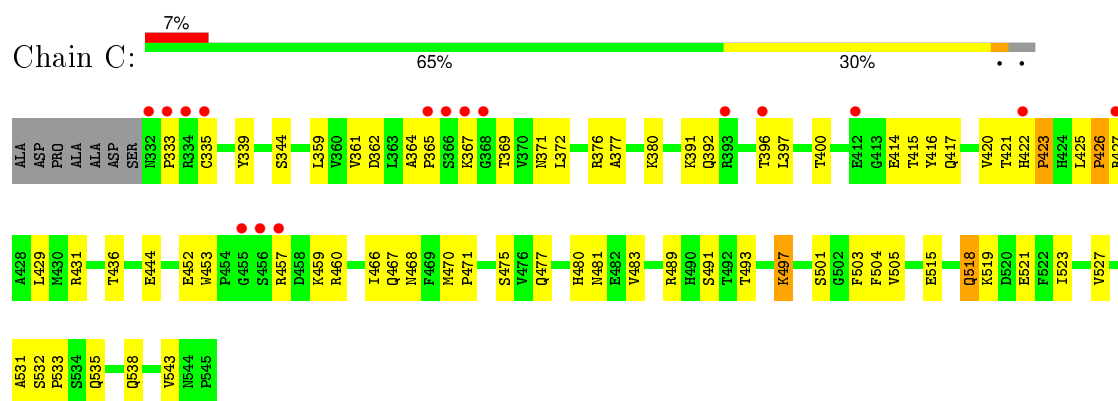 7%
Chain C:
65% 30% • •
ALA ASP PRO ALA ALA ASP SER N332 P333 R334 C335 Y339 S344 L359 V360 V361 D362 L363 A364 P365 S366 K367 G368 T369 V370 N371 L372 R376 A377 K380 K391 Q392 R393 T396 L397 T400 E412 G413 E414 T415 Y416 Q417 V420 T421 H422 P423 H424 L425 P426 R427
A428 L429 M430 R431 T436 E444 E452 W453 P454 G455 S456 R457 D458 K459 R460 I466 Q467 N468 F469 M470 P471 S475 V476 Q477 H480 N481 E482 V483 R489 H490 S491 T492 T493 K497 S501 G502 F503 F504 V505 E515 Q518 K519 D520 E521 F522 I523 V527
A531 S532 P533 S534 Q535 Q538 V543 N544 P545